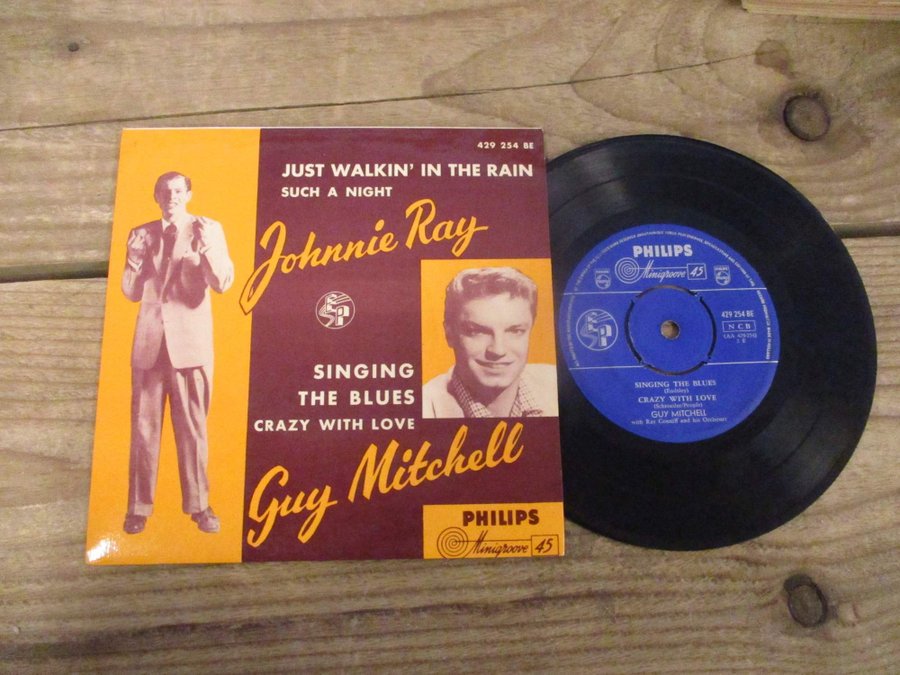 429 254 BE
JUST WALKIN' IN THE RAIN
SUCH A NIGHT
Johnnie Ray
SINGING
THE BLUES
CRAZY WITH LOVE
Guy Mitchell
PHILIPS
Minigroove 45
PHILIPS
Minigroove 45
429 254 BE
NCB
SINGING THE BLUES
(Endsley)
CRAZY WITH LOVE
GUY MITCHELL
with Ray Conniff and his Orchestra